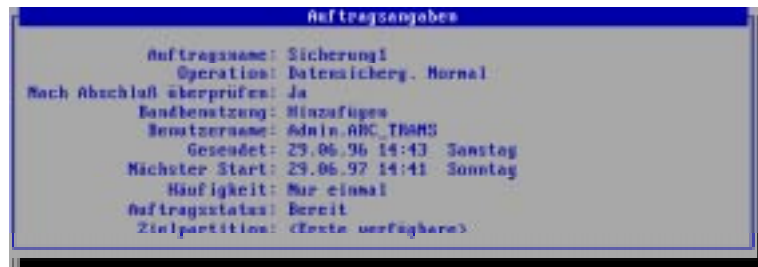 Auftragsangaben
Auftragsname: Sicherung1
Operation: Datensicherg. Normal
Nach Abschluß überprüfen: Ja
Bandbenutzung: Hinzufügen
Benutzername: Admin.ARC_TRANS
Gesendet: 29.06.96 14:43 Samstag
Nächster Start: 29.06.97 14:41 Sonntag
Häufigkeit: Nur einmal
Auftragsstatus: Bereit
Zielpartition: <Erste verfügbare>